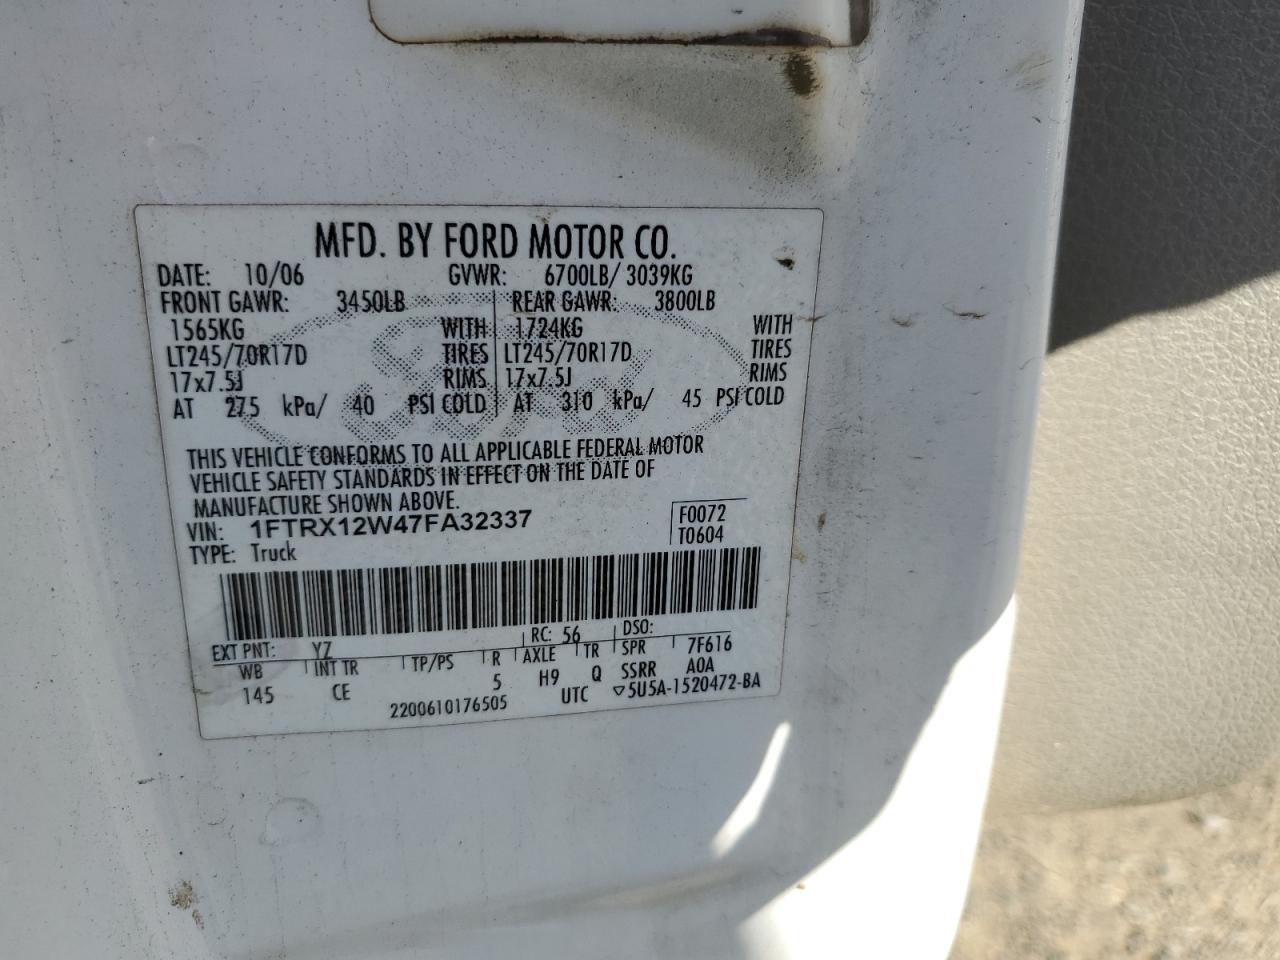 MFD. BY FORD MOTOR CO.
DATE: 10/06 GVWR: 6700LB/ 3039KG
FRONT GAWR: 3450LB REAR GAWR: 3800LB
1565KG WITH 1724KG WITH
LT245/70R17D TIRES LT245/70R17D TIRES
17x7.5J RIMS 17x7.5J RIMS
AT 275 kPa/ 40 PSI COLD AT 310 kPa/ 45 PSI COLD
THIS VEHICLE CONFORMS TO ALL APPLICABLE FEDERAL MOTOR
VEHICLE SAFETY STANDARDS IN EFFECT ON THE DATE OF
MANUFACTURE SHOWN ABOVE.
VIN: 1FTRX12W47FA32337 F0072
TYPE: Truck T0604
EXT PNT: YZ RC: 56 DSO:
WB INT TR TP/PS R AXLE TR SPR 7F616
145 CE 5 H9 Q SSRR A0A
2200610176505 UTC ▽5U5A-1520472-BA